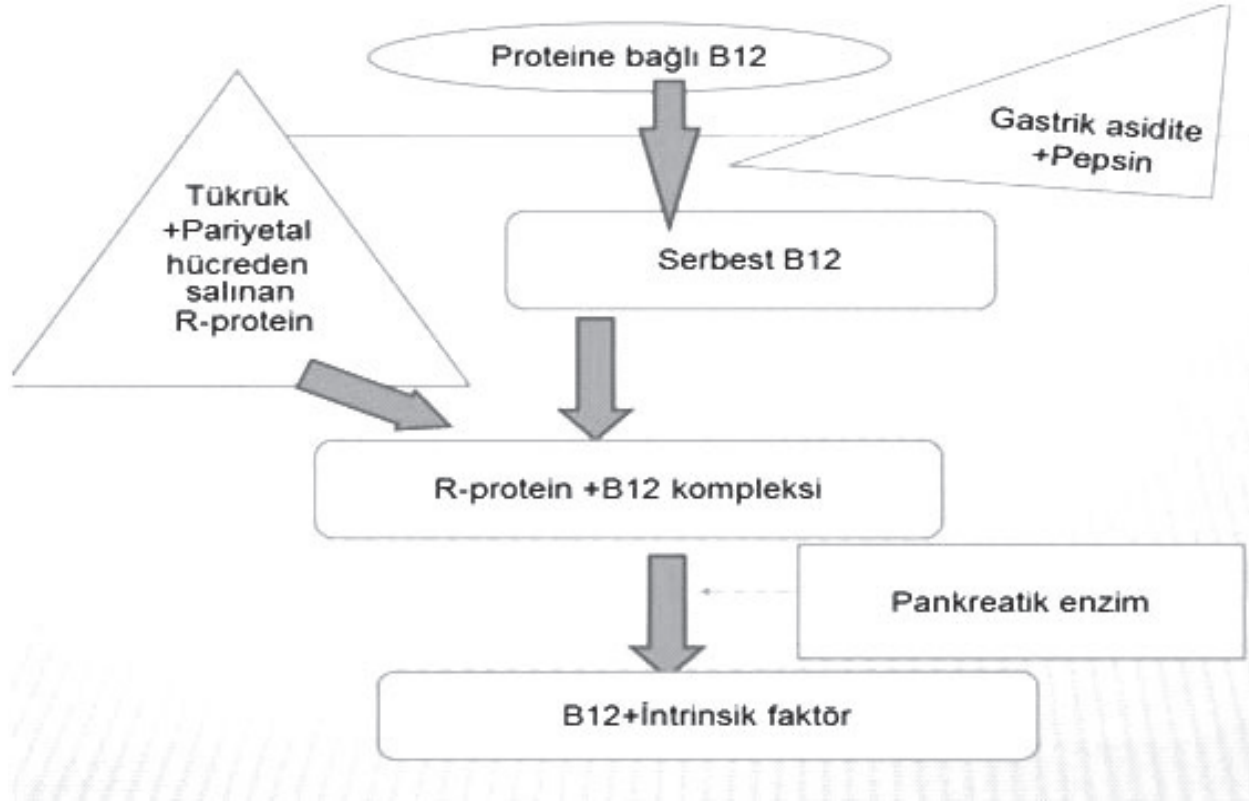 Proteine bağlı B12
Gastrik asidite
+Pepsin
Tükrük
+Pariyetal
hücreden
salınan
R-protein
Serbest B12
R-protein +B12 kompleksi
Pankreatik enzim
B12+İntrinsik faktör